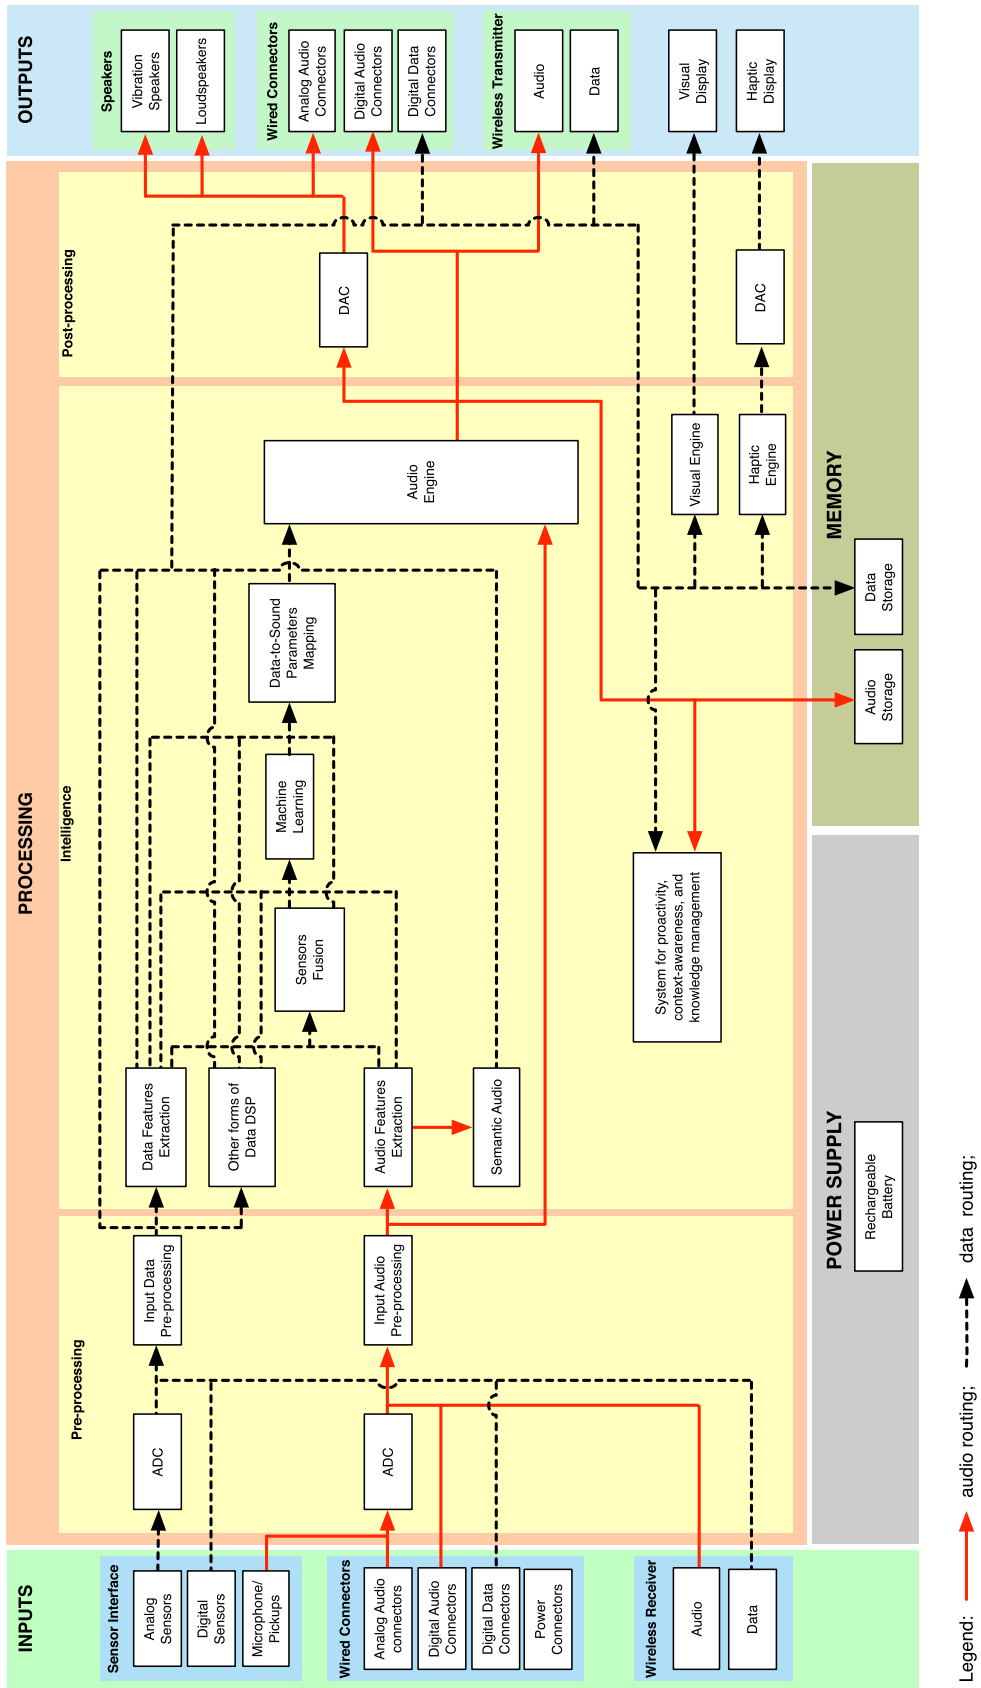 INPUTS
Sensor Interface
Analog
Sensors
Digital
Sensors
Microphone/
Pickups
Wired Connectors
Analog Audio
connectors
Digital Audio
Connectors
Digital Data
Connectors
Power
Connectors
Wireless Receiver
Audio
Data
PROCESSING
Pre-processing
ADC
ADC
Input Data
Pre-processing
Input Audio
Pre-processing
Intelligence
Data Features
Extraction
Other forms of
Data DSP
Audio Features
Extraction
Semantic Audio
Sensors
Fusion
Machine
Learning
Data-to-Sound
Parameters
Mapping
Audio
Engine
System for proactivity,
context-awareness, and
knowledge management
Visual Engine
Haptic
Engine
Post-processing
DAC
DAC
OUTPUTS
Speakers
Vibration
Speakers
Loudspeakers
Wired Connectors
Analog Audio
Connectors
Digital Audio
Connectors
Digital Data
Connectors
Wireless Transmitter
Audio
Data
Visual
Display
Haptic
Display
POWER SUPPLY
Rechargeable
Battery
MEMORY
Audio
Storage
Data
Storage
Legend: audio routing; data routing;